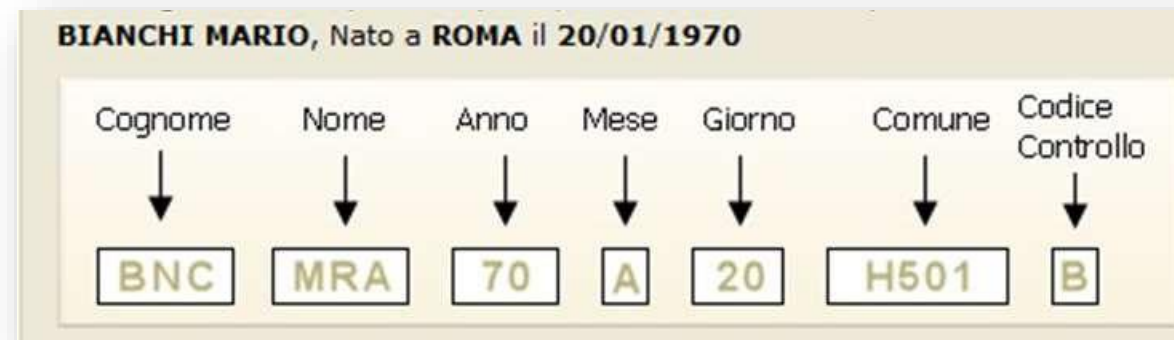 BIANCHI MARIO, Nato a ROMA il 20/01/1970
Cognome Nome Anno Mese Giorno Comune Codice Controllo
BNC MRA 70 A 20 H501 B